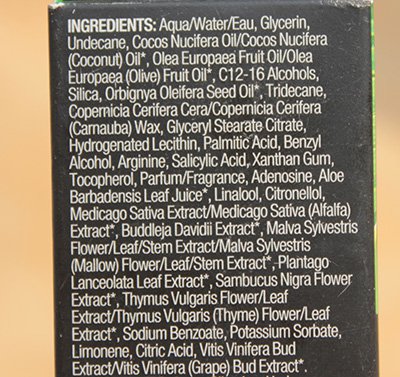 INGREDIENTS: Aqua/Water/Eau, Glycerin,
Undecane, Cocos Nucifera Oil/Cocos Nucifera
(Coconut) Oil*, Olea Europaea Fruit Oil/Olea
Europaea (Olive) Fruit Oil*, C12-16 Alcohols,
Silica, Orbignya Oleifera Seed Oil*, Tridecane,
Copernicia Cerifera Cera/Copernicia Cerifera
(Carnauba) Wax, Glyceryl Stearate Citrate,
Hydrogenated Lecithin, Palmitic Acid, Benzyl
Alcohol, Arginine, Salicylic Acid, Xanthan Gum,
Tocopherol, Parfum/Fragrance, Adenosine, Aloe
Barbadensis Leaf Juice*, Linalool, Citronellol,
Medicago Sativa Extract/Medicago Sativa (Alfalfa)
Extract*, Buddleja Davidii Extract*, Malva Sylvestris
Flower/Leaf/Stem Extract/Malva Sylvestris
(Mallow) Flower/Leaf/Stem Extract*, Plantago
Lanceolata Leaf Extract*, Sambucus Nigra Flower
Extract*, Thymus Vulgaris Flower/Leaf
Extract/Thymus Vulgaris (Thyme) Flower/Leaf
Extract*, Sodium Benzoate, Potassium Sorbate,
Limonene, Citric Acid, Vitis Vinifera Bud
Extract/Vitis Vinifera (Grape) Bud Extract*.